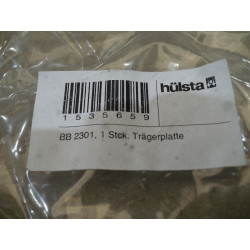 hülsta
1535659
BB 2301, 1 Stck. Trägerplatte